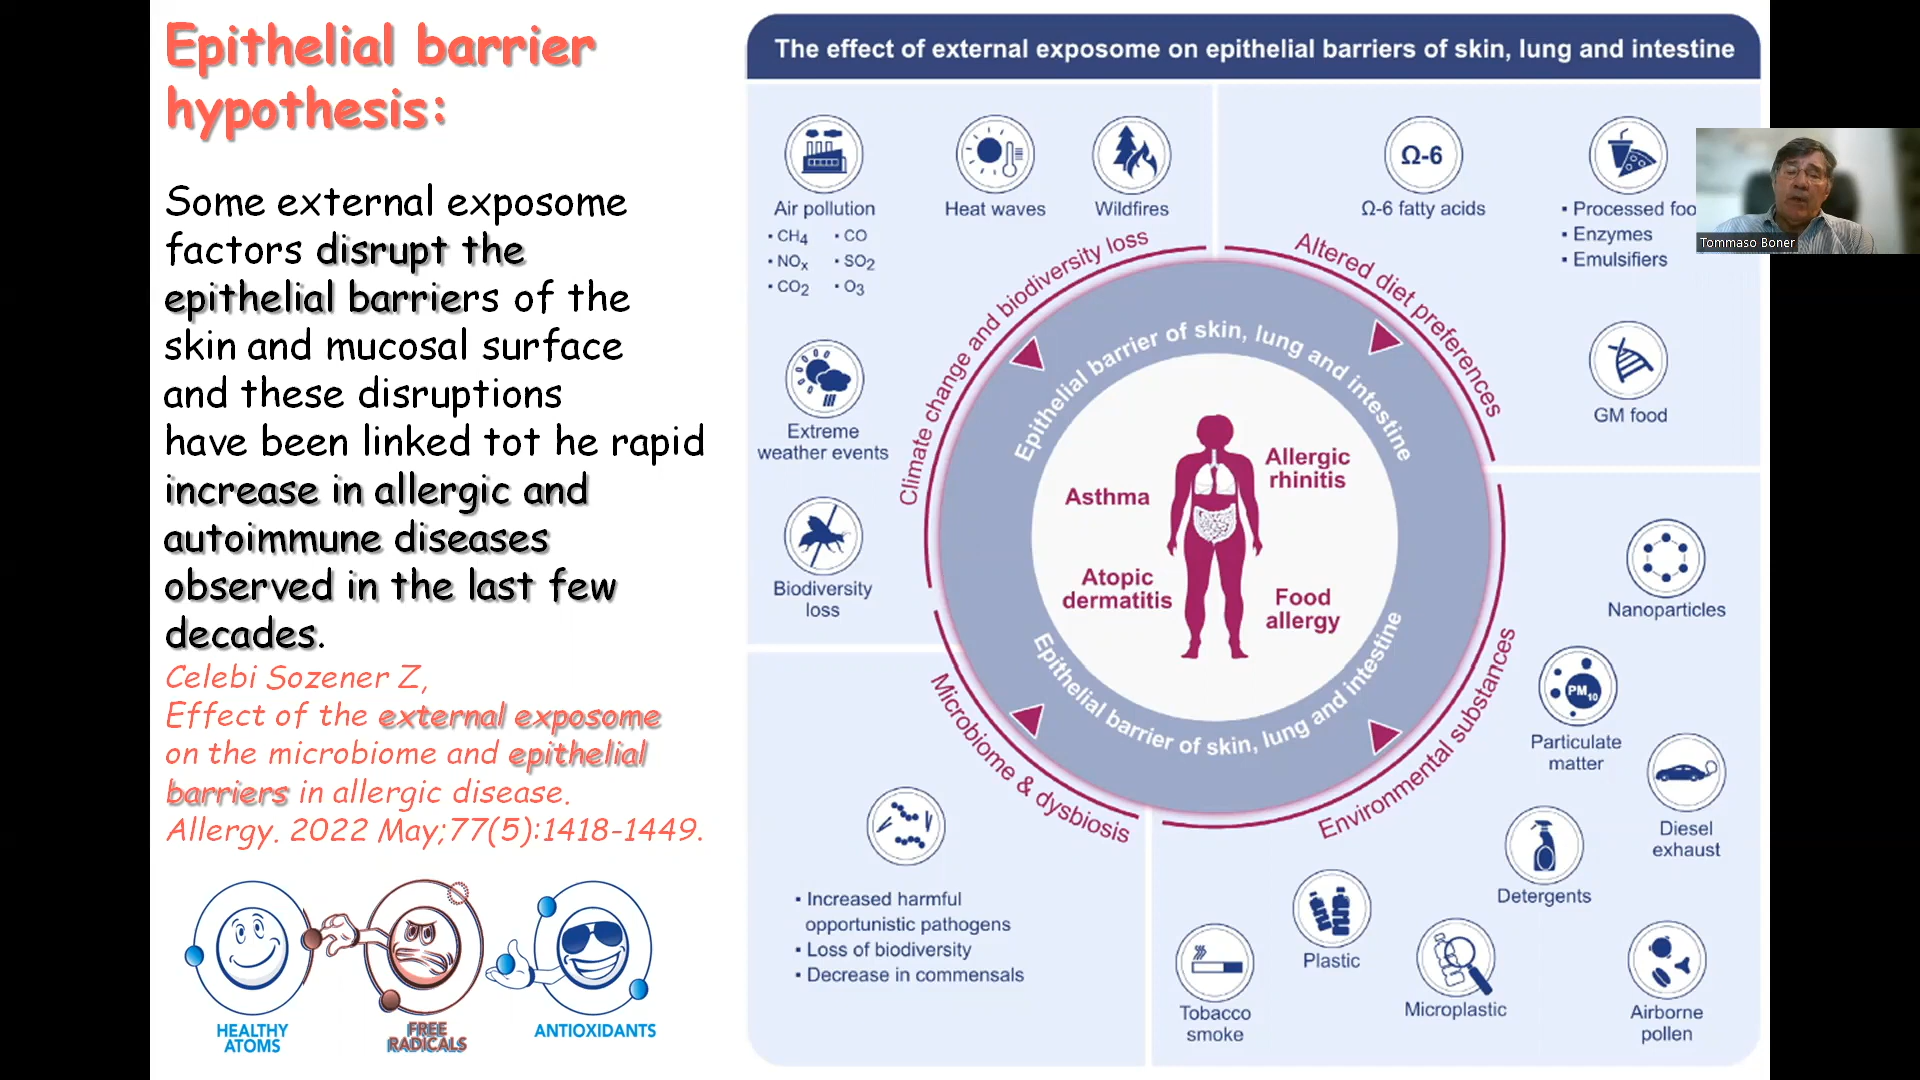 Epithelial barrier
hypothesis:
Some external exposome
factors disrupt the
epithelial barriers of the
skin and mucosal surface
and these disruptions
have been linked tot he rapid
increase in allergic and
autoimmune diseases
observed in the last few
decades.
Celebi Sozener Z,
Effect of the external exposome
on the microbiome and epithelial
barriers in allergic disease.
Allergy. 2022 May;77(5):1418-1449.
HEALTHY
ATOMS
FREE
RADICALS
ANTIOXIDANTS
The effect of external exposome on epithelial barriers of skin, lung and intestine
Air pollution
• CH4
• CO
• NOx
• SO2
• CO2
• O3
Heat waves
Wildfires
Extreme
weather events
Biodiversity
loss
Climate change and biodiversity loss
Ω-6
Ω-6 fatty acids
• Processed foo
• Enzymes
• Emulsifiers
GM food
Altered diet preferences
Tommaso Boner
Epithelial barrier of skin, lung and intestine
Asthma
Allergic
rhinitis
Atopic
dermatitis
Food
allergy
Epithelial barrier of skin, lung and intestine
Microbiome & dysbiosis
• Increased harmful
opportunistic pathogens
• Loss of biodiversity
• Decrease in commensals
Environmental substances
Nanoparticles
PM10
Particulate
matter
Diesel
exhaust
Detergents
Plastic
Microplastic
Tobacco
smoke
Airborne
pollen